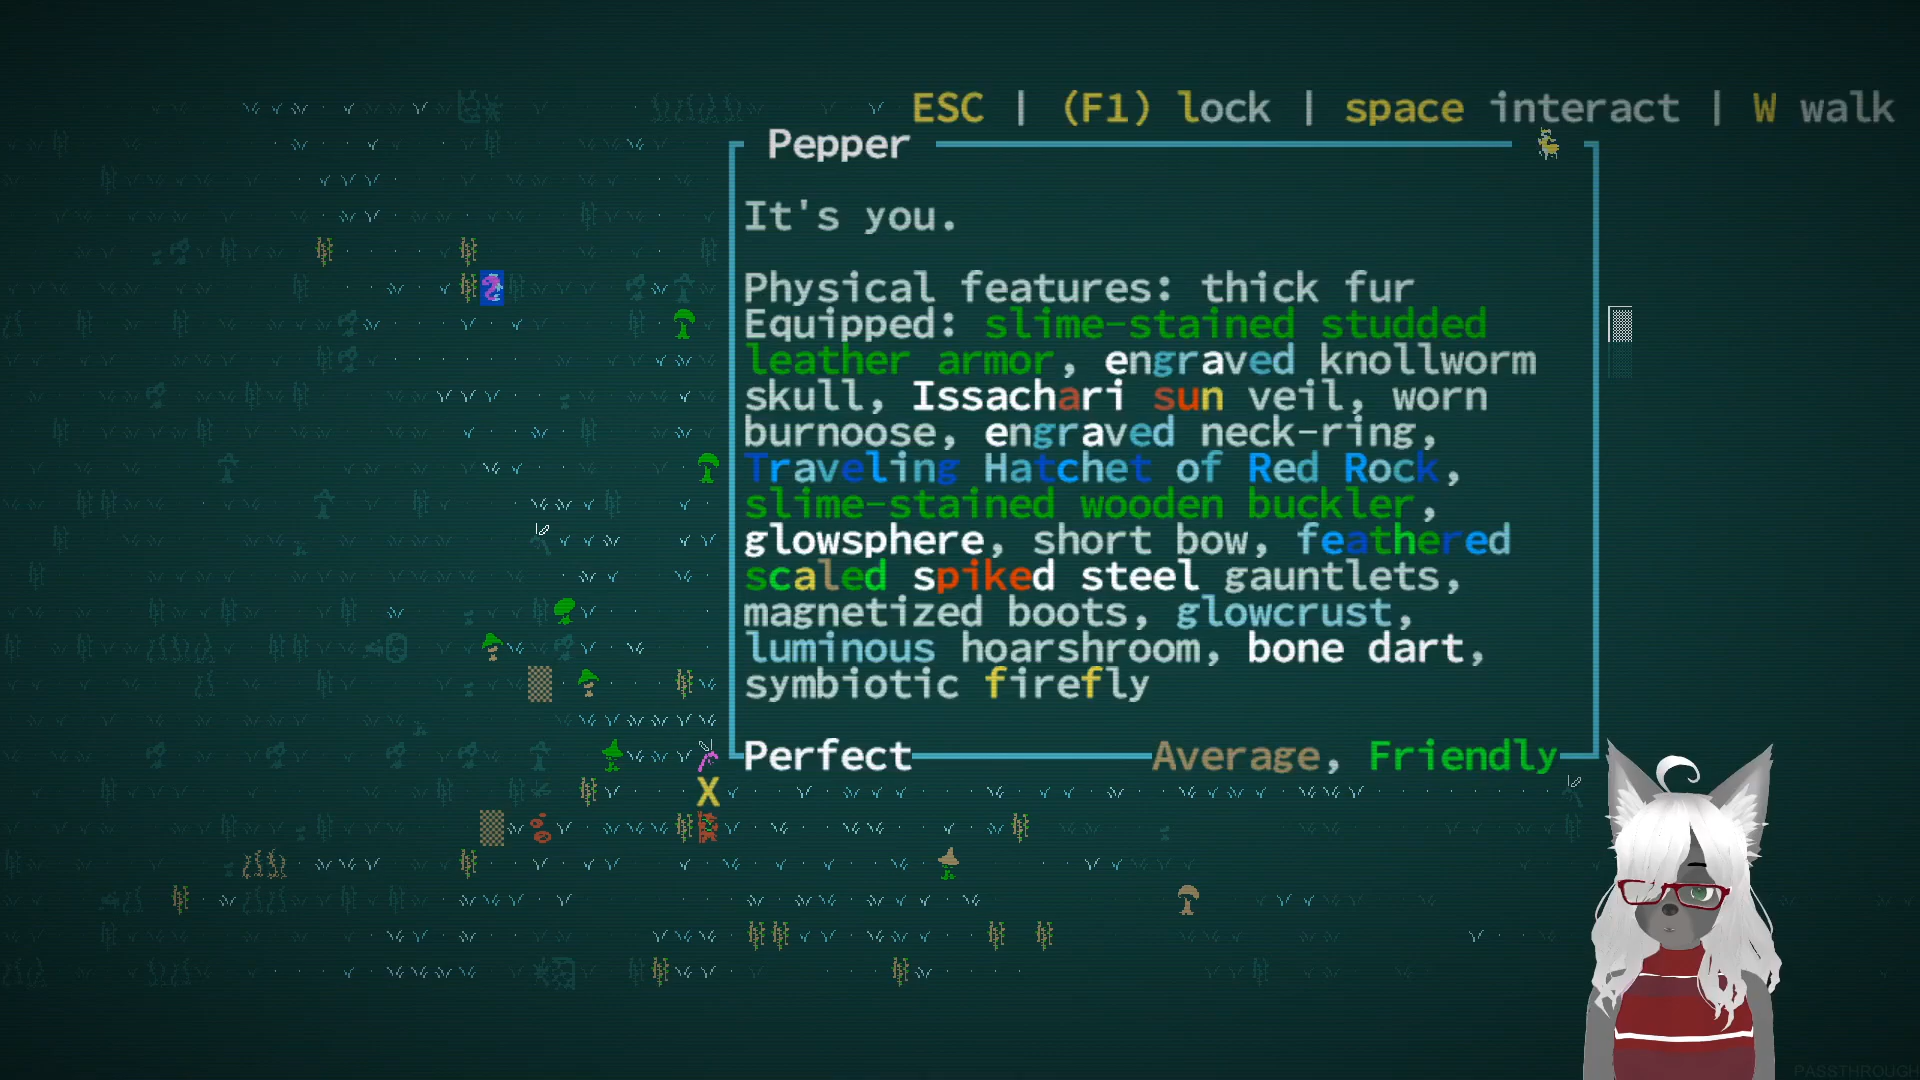 ESC | (F1) lock | space interact | W walk
Pepper
It's you.
Physical features: thick fur
Equipped: slime-stained studded
leather armor, engraved knollworm
skull, Issachari sun veil, worn
burnoose, engraved neck-ring,
Traveling Hatchet of Red Rock,
slime-stained wooden buckler,
glowsphere, short bow, feathered
scaled spiked steel gauntlets,
magnetized boots, glowcrust,
luminous hoarshroom, bone dart,
symbiotic firefly
Perfect Average, Friendly
X
PASSTHROUGH